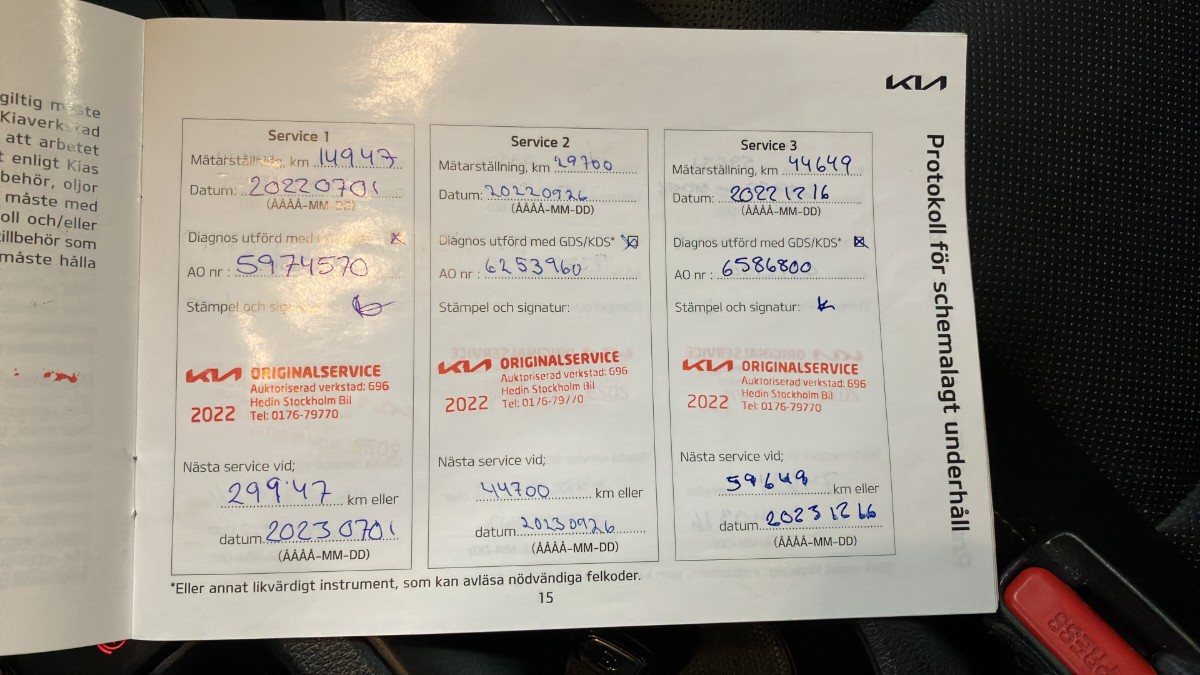 giltig måste
Kiaverkstad
att arbetet
t enligt Kias
behör, oljor
måste med
oll och/eller
tillbehör som
måste hålla
KIA
Protokoll för schemalagt underhåll
Service 1
Mätarställning, km 14947
Datum: 20220701
(ÅÅÅÅ-MM-DD)
Diagnos utförd med
AO nr : 5974570
Stämpel och signatur:
KIA ORIGINALSERVICE
Auktoriserad verkstad: 696
Hedin Stockholm Bil
2022 Tel: 0176-79770
Nästa service vid;
29947 km eller
datum 20230701
(ÅÅÅÅ-MM-DD)
Service 2
Mätarställning, km 29700
Datum: 20220926
(ÅÅÅÅ-MM-DD)
Diagnos utförd med GDS/KDS*
AO nr : 6253960
Stämpel och signatur:
KIA ORIGINALSERVICE
Auktoriserad verkstad: 696
Hedin Stockholm Bil
2022 Tel: 0176-79770
Nästa service vid;
44700 km eller
datum 20230926
(ÅÅÅÅ-MM-DD)
Service 3
Mätarställning, km 44649
Datum: 20221216
(ÅÅÅÅ-MM-DD)
Diagnos utförd med GDS/KDS*
AO nr : 6586800
Stämpel och signatur:
KIA ORIGINALSERVICE
Auktoriserad verkstad: 696
Hedin Stockholm Bil
2022 Tel: 0176-79770
Nästa service vid;
59649 km eller
datum 20231216
(ÅÅÅÅ-MM-DD)
*Eller annat likvärdigt instrument, som kan avläsa nödvändiga felkoder.
15
PRESS